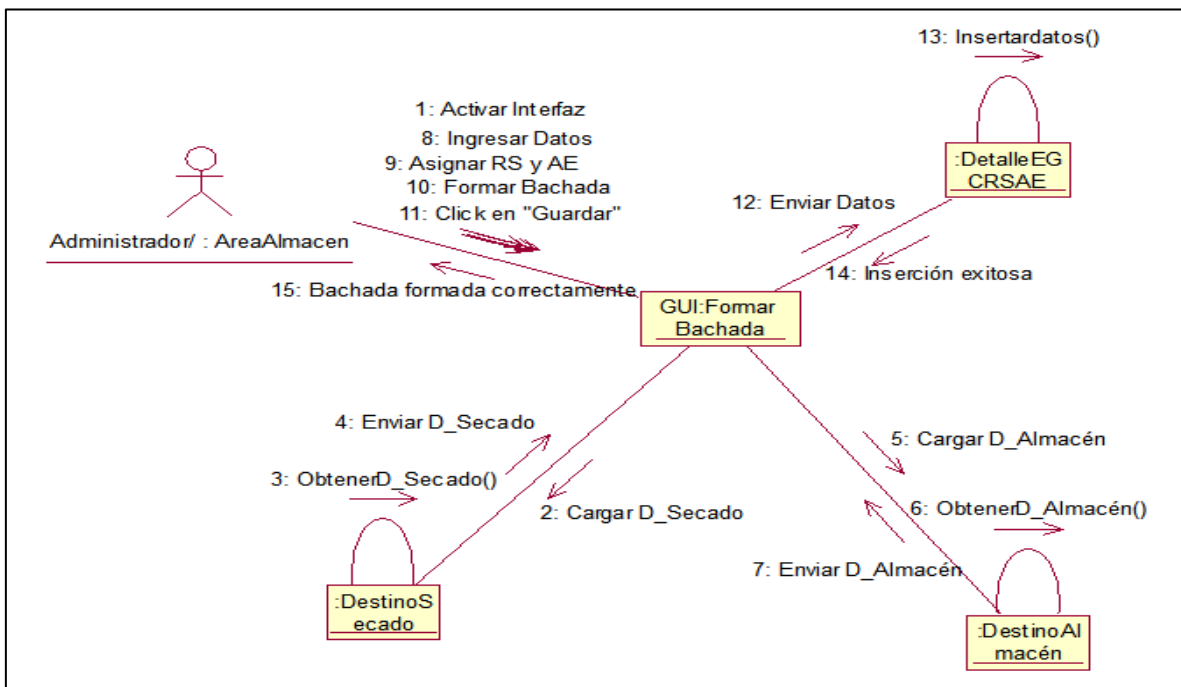 13: Insertardatos()
1: Activar Interfaz
8: Ingresar Datos
9: Asignar RS y AE
10: Formar Bachada
11: Click en "Guardar"
:DetalleEG
CRSAE
12: Enviar Datos
Administrador/ : AreaAlmacen
14: Inserción exitosa
15: Bachada formada correctamente
GUI:Formar
Bachada
4: Enviar D_Secado
5: Cargar D_Almacén
3: ObtenerD_Secado()
2: Cargar D_Secado
6: ObtenerD_Almacén()
7: Enviar D_Almacén
:DestinoS
ecado
:DestinoAl
macén